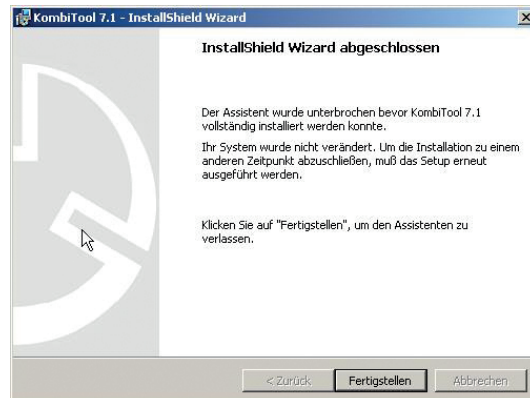 KombiTool 7.1 - InstallShield Wizard
InstallShield Wizard abgeschlossen
Der Assistent wurde unterbrochen bevor KombiTool 7.1
vollständig installiert werden konnte.
Ihr System wurde nicht verändert. Um die Installation zu einem
anderen Zeitpunkt abzuschließen, muß das Setup erneut
ausgeführt werden.
Klicken Sie auf "Fertigstellen", um den Assistenten zu
verlassen.
< Zurück
Fertigstellen
Abbrechen